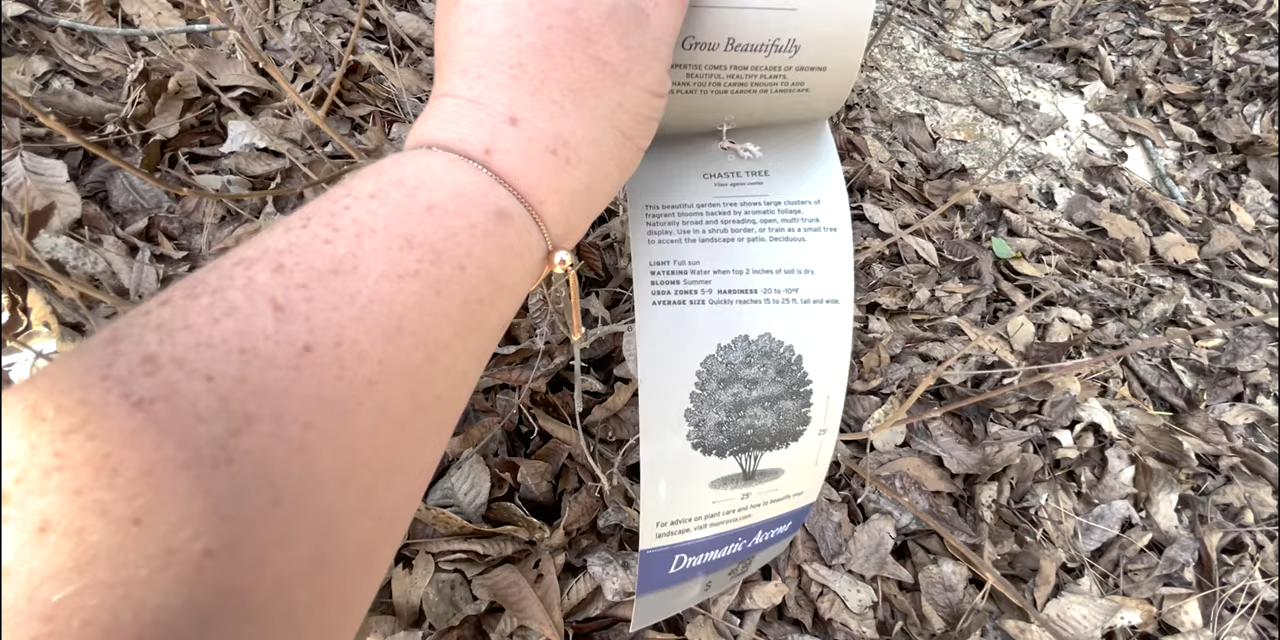 Grow Beautifully
EXPERTISE COMES FROM DECADES OF GROWING
BEAUTIFUL, HEALTHY PLANTS.
HANK YOU FOR CARING ENOUGH TO ADD
S PLANT TO YOUR GARDEN OR LANDSCAPE.
CHASTE TREE
Vitex agnus-castus
This beautiful garden tree shows large clusters of
fragrant blooms backed by aromatic foliage.
Naturally broad and spreading, open, multi-trunk
display. Use in a shrub border, or train as a small tree
to accent the landscape or patio. Deciduous.
LIGHT Full sun
WATERING Water when top 2 inches of soil is dry.
BLOOMS Summer
USDA ZONES 5-9 HARDINESS -20 to -10°F
AVERAGE SIZE Quickly reaches 15 to 25 ft. tall and wide.
25'
25'
For advice on plant care and how to beautify your
landscape, visit monrovia.com
Dramatic Accent
$